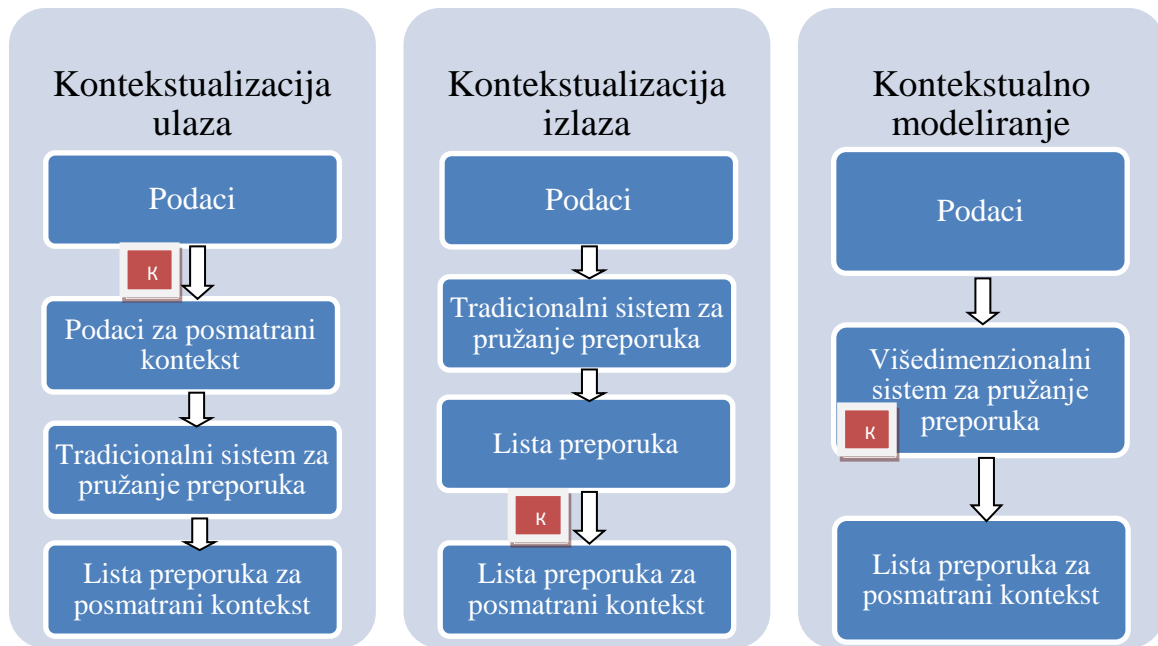 Kontekstualizacija
ulaza
Podaci
K
Podaci za posmatrani
kontekst
Tradicionalni sistem za
pružanje preporuka
Lista preporuka za
posmatrani kontekst
Kontekstualizacija
izlaza
Podaci
Tradicionalni sistem za
pružanje preporuka
Lista preporuka
K
Lista preporuka za
posmatrani kontekst
Kontekstualno
modeliranje
Podaci
Višedimenzionalni
sistem za pružanje
preporuka
K
Lista preporuka za
posmatrani kontekst